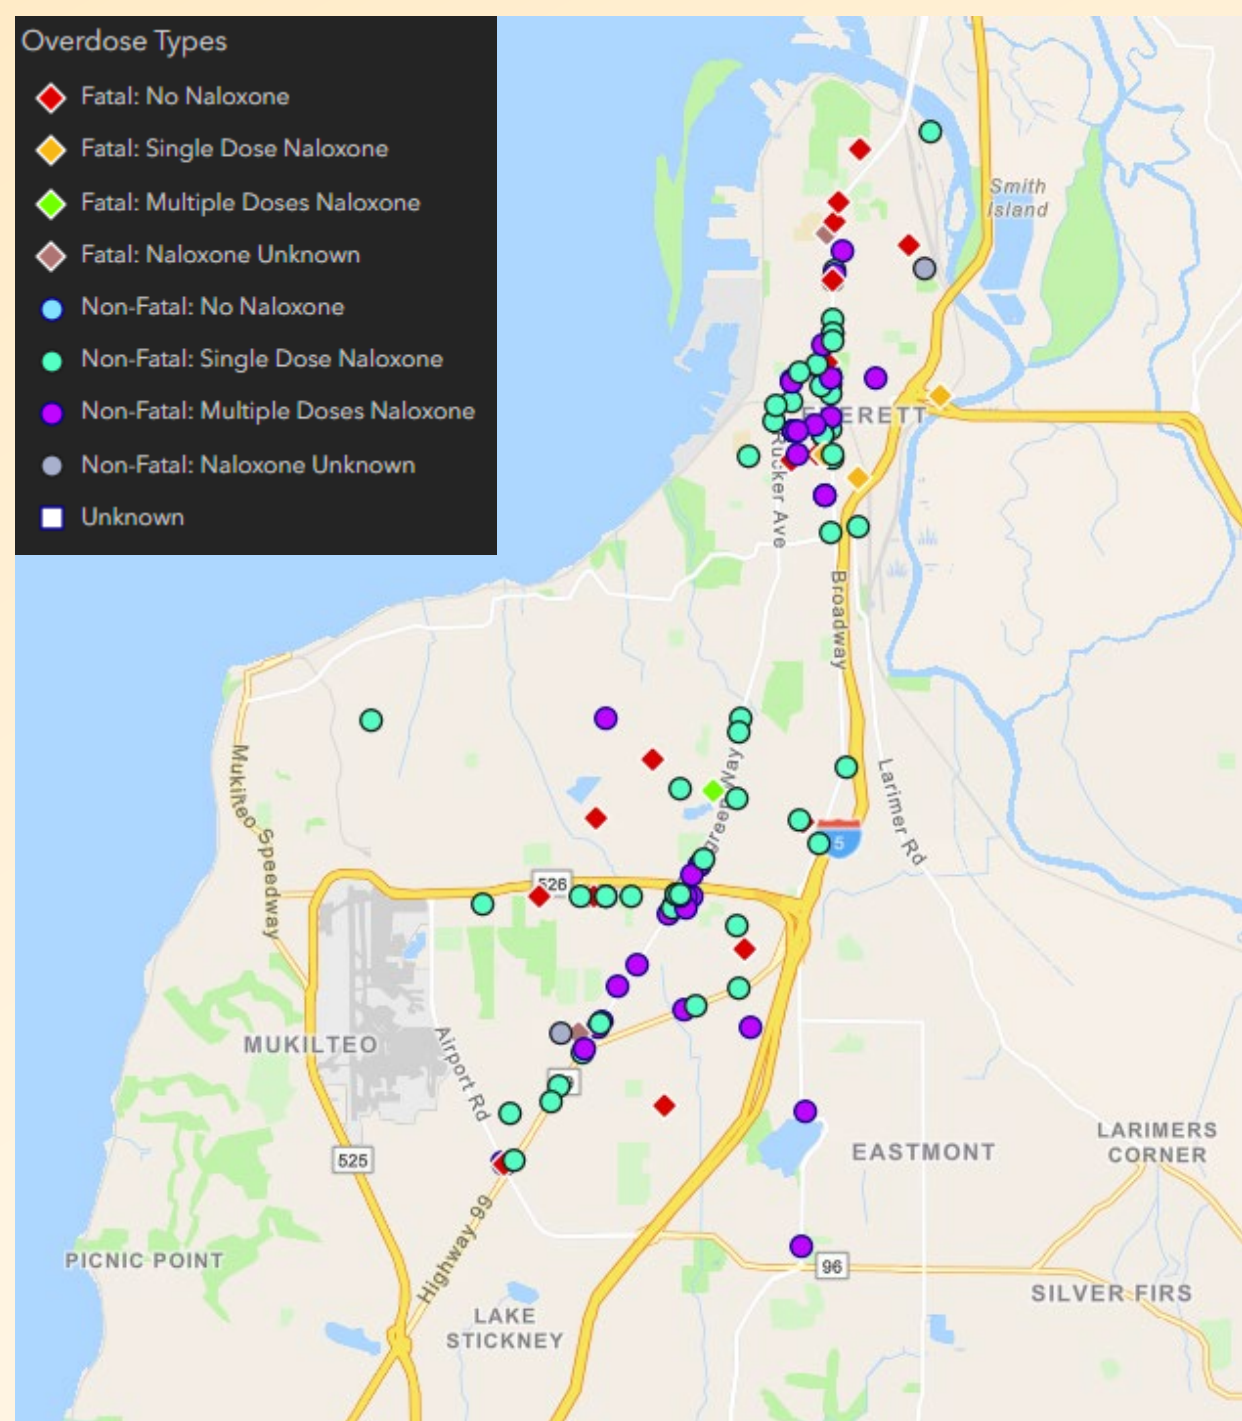 Overdose Types
Fatal: No Naloxone
Fatal: Single Dose Naloxone
Fatal: Multiple Doses Naloxone
Fatal: Naloxone Unknown
Non-Fatal: No Naloxone
Non-Fatal: Single Dose Naloxone
Non-Fatal: Multiple Doses Naloxone
Non-Fatal: Naloxone Unknown
Unknown
Smith
Island
EVERETT
Rucker Ave
Broadway
Mukilteo Speedway
Larimer Rd
5
526
MUKILTEO
Airport Rd
525
EASTMONT
LARIMERS
CORNER
PICNIC POINT
Highway 99
96
SILVER FIRS
LAKE
STICKNEY